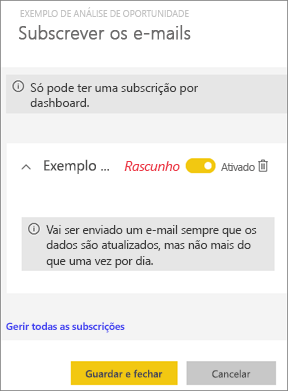 EXEMPLO DE ANÁLISE DE OPORTUNIDADE
Subscrever os e-mails
Só pode ter uma subscrição por
dashboard.
Exemplo ... Rascunho Ativado
Vai ser enviado um e-mail sempre que os
dados são atualizados, mas não mais do
que uma vez por dia.
Gerir todas as subscrições
Guardar e fechar Cancelar